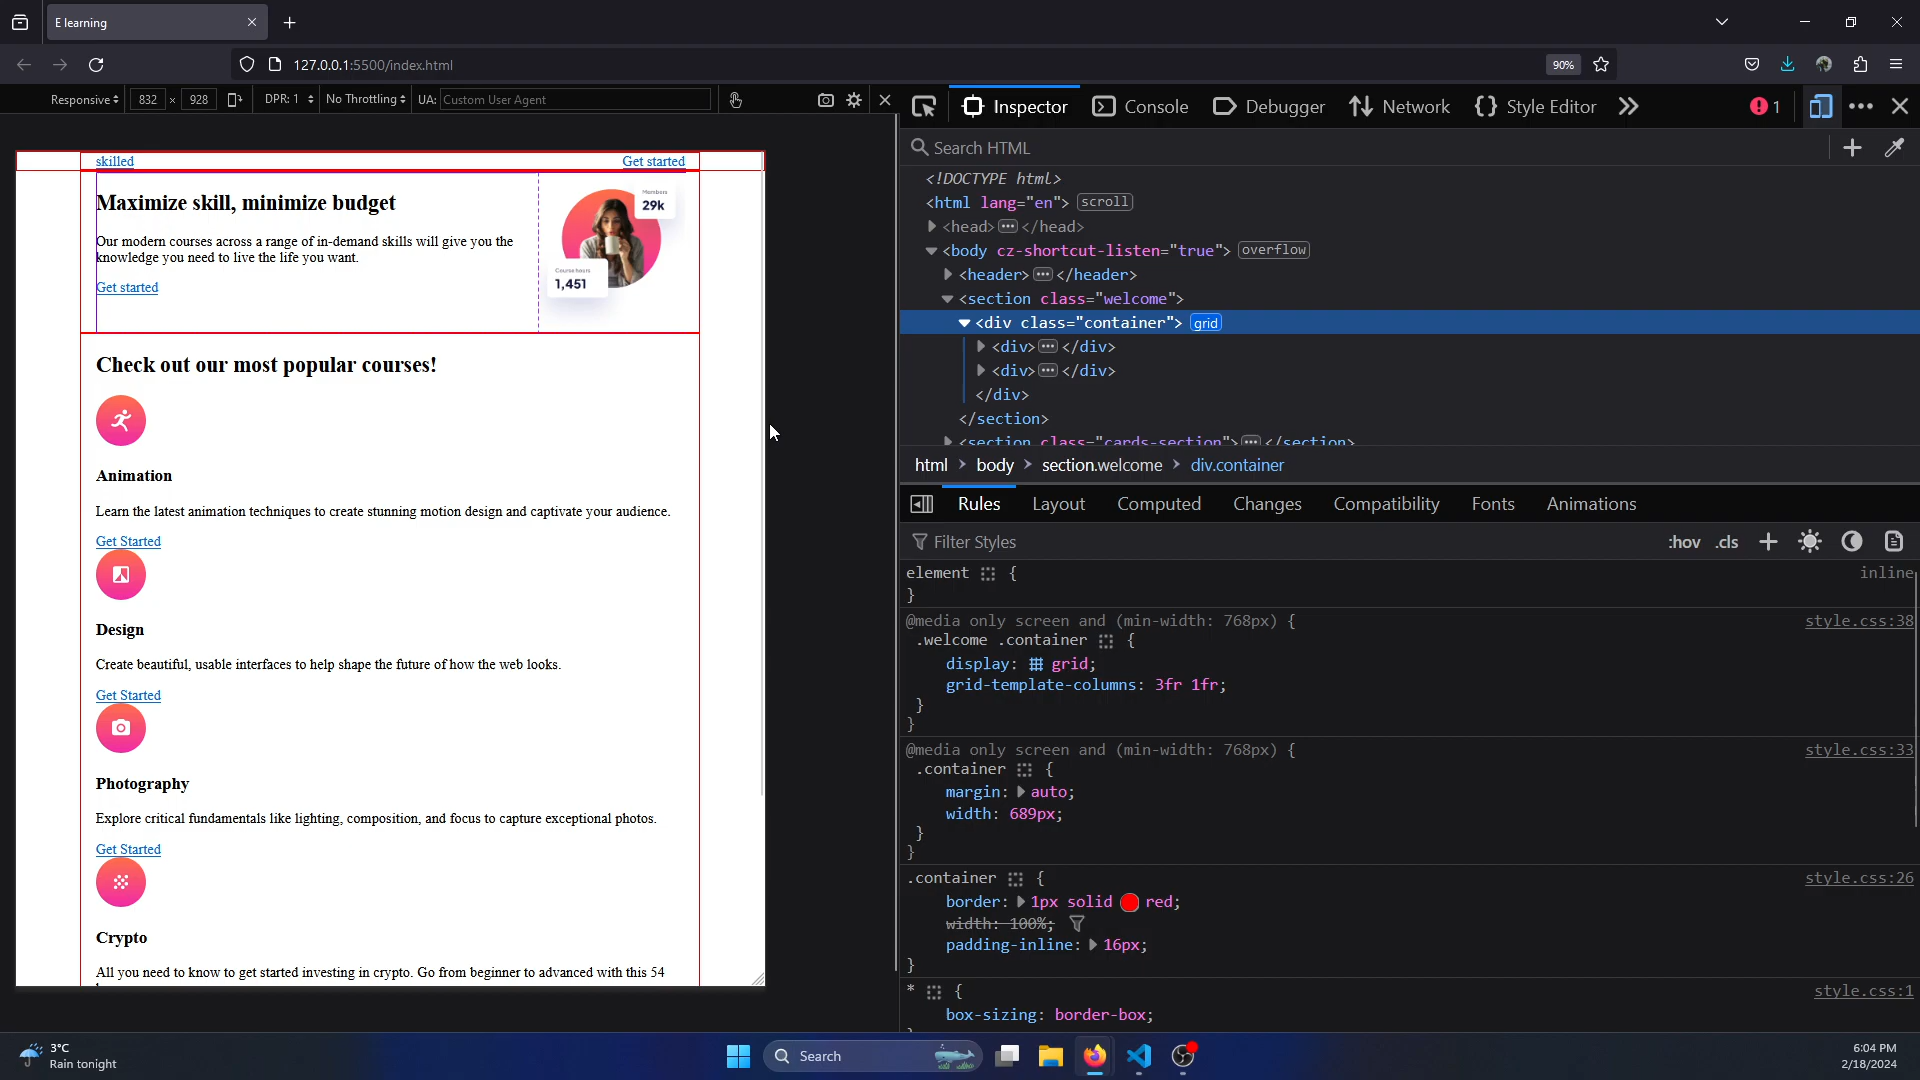 E learning
127.0.0.1:5500/index.html
90%
Responsive
832 × 928
DPR: 1
No Throttling
UA: Custom User Agent
skilled
Get started
Maximize skill, minimize budget
Our modern courses across a range of in-demand skills will give you the
knowledge you need to live the life you want.
Get started
Members
29k
Course hours
1,451
Check out our most popular courses!
Animation
Learn the latest animation techniques to create stunning motion design and captivate your audience.
Get Started
Design
Create beautiful, usable interfaces to help shape the future of how the web looks.
Get Started
Photography
Explore critical fundamentals like lighting, composition, and focus to capture exceptional photos.
Get Started
Crypto
All you need to know to get started investing in crypto. Go from beginner to advanced with this 54
Inspector
Console
Debugger
Network
Style Editor
1
Search HTML
<!DOCTYPE html>
<html lang="en"> scroll
<head> ••• </head>
<body cz-shortcut-listen="true"> overflow
<header> ••• </header>
<section class="welcome">
<div class="container"> grid
<div> ••• </div>
<div> ••• </div>
</div>
</section>
<section class="cards-section"> ••• </section>
html > body > section.welcome > div.container
Rules
Layout
Computed
Changes
Compatibility
Fonts
Animations
Filter Styles
:hov .cls
element { inline
}
@media only screen and (min-width: 768px) { style.css:38
.welcome .container {
display: grid;
grid-template-columns: 3fr 1fr;
}
}
@media only screen and (min-width: 768px) { style.css:33
.container {
margin: auto;
width: 689px;
}
}
.container { style.css:26
border: 1px solid red;
width: 100%;
padding-inline: 16px;
}
* { style.css:1
box-sizing: border-box;
3°C
Rain tonight
Search
6:04 PM
2/18/2024